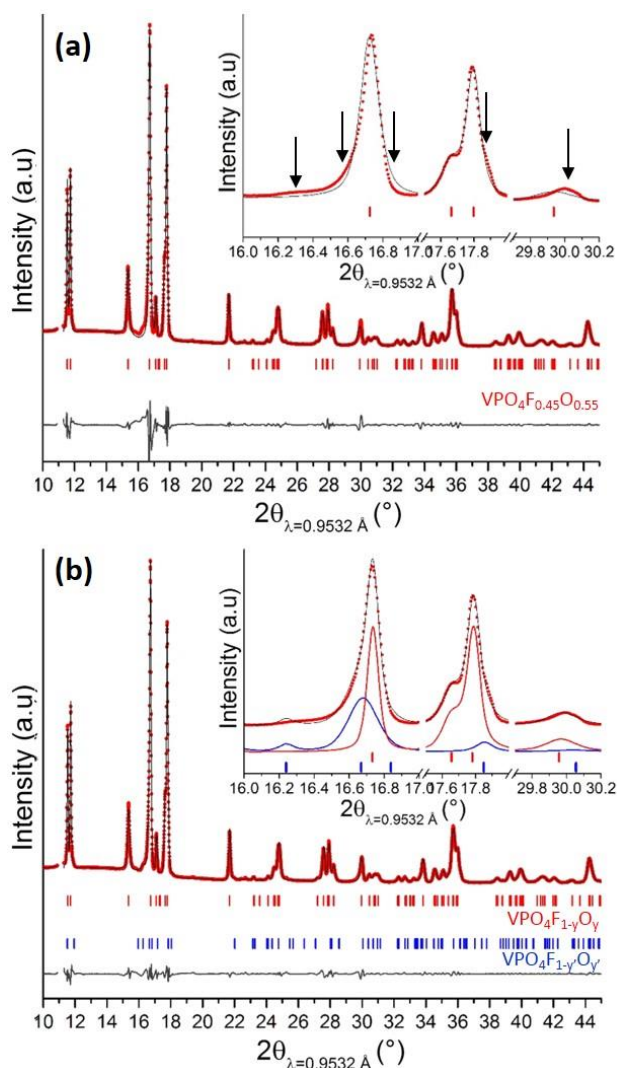 (a)
Intensity (a.u)
Intensity (a.u)
16.0 16.2 16.4 16.6 16.8 17.0 17.6 17.8 29.8 30.0 30.2
2θλ=0.9532 Å (°)
VPO4F0.45O0.55
10 12 14 16 18 20 22 24 26 28 30 32 34 36 38 40 42 44
2θλ=0.9532 Å (°)
(b)
Intensity (a.u)
Intensity (a.u)
16.0 16.2 16.4 16.6 16.8 17.0 17.6 17.8 29.8 30.0 30.2
2θλ=0.9532 Å (°)
VPO4F1-yOy
VPO4F1-y'Oy'
10 12 14 16 18 20 22 24 26 28 30 32 34 36 38 40 42 44
2θλ=0.9532 Å (°)